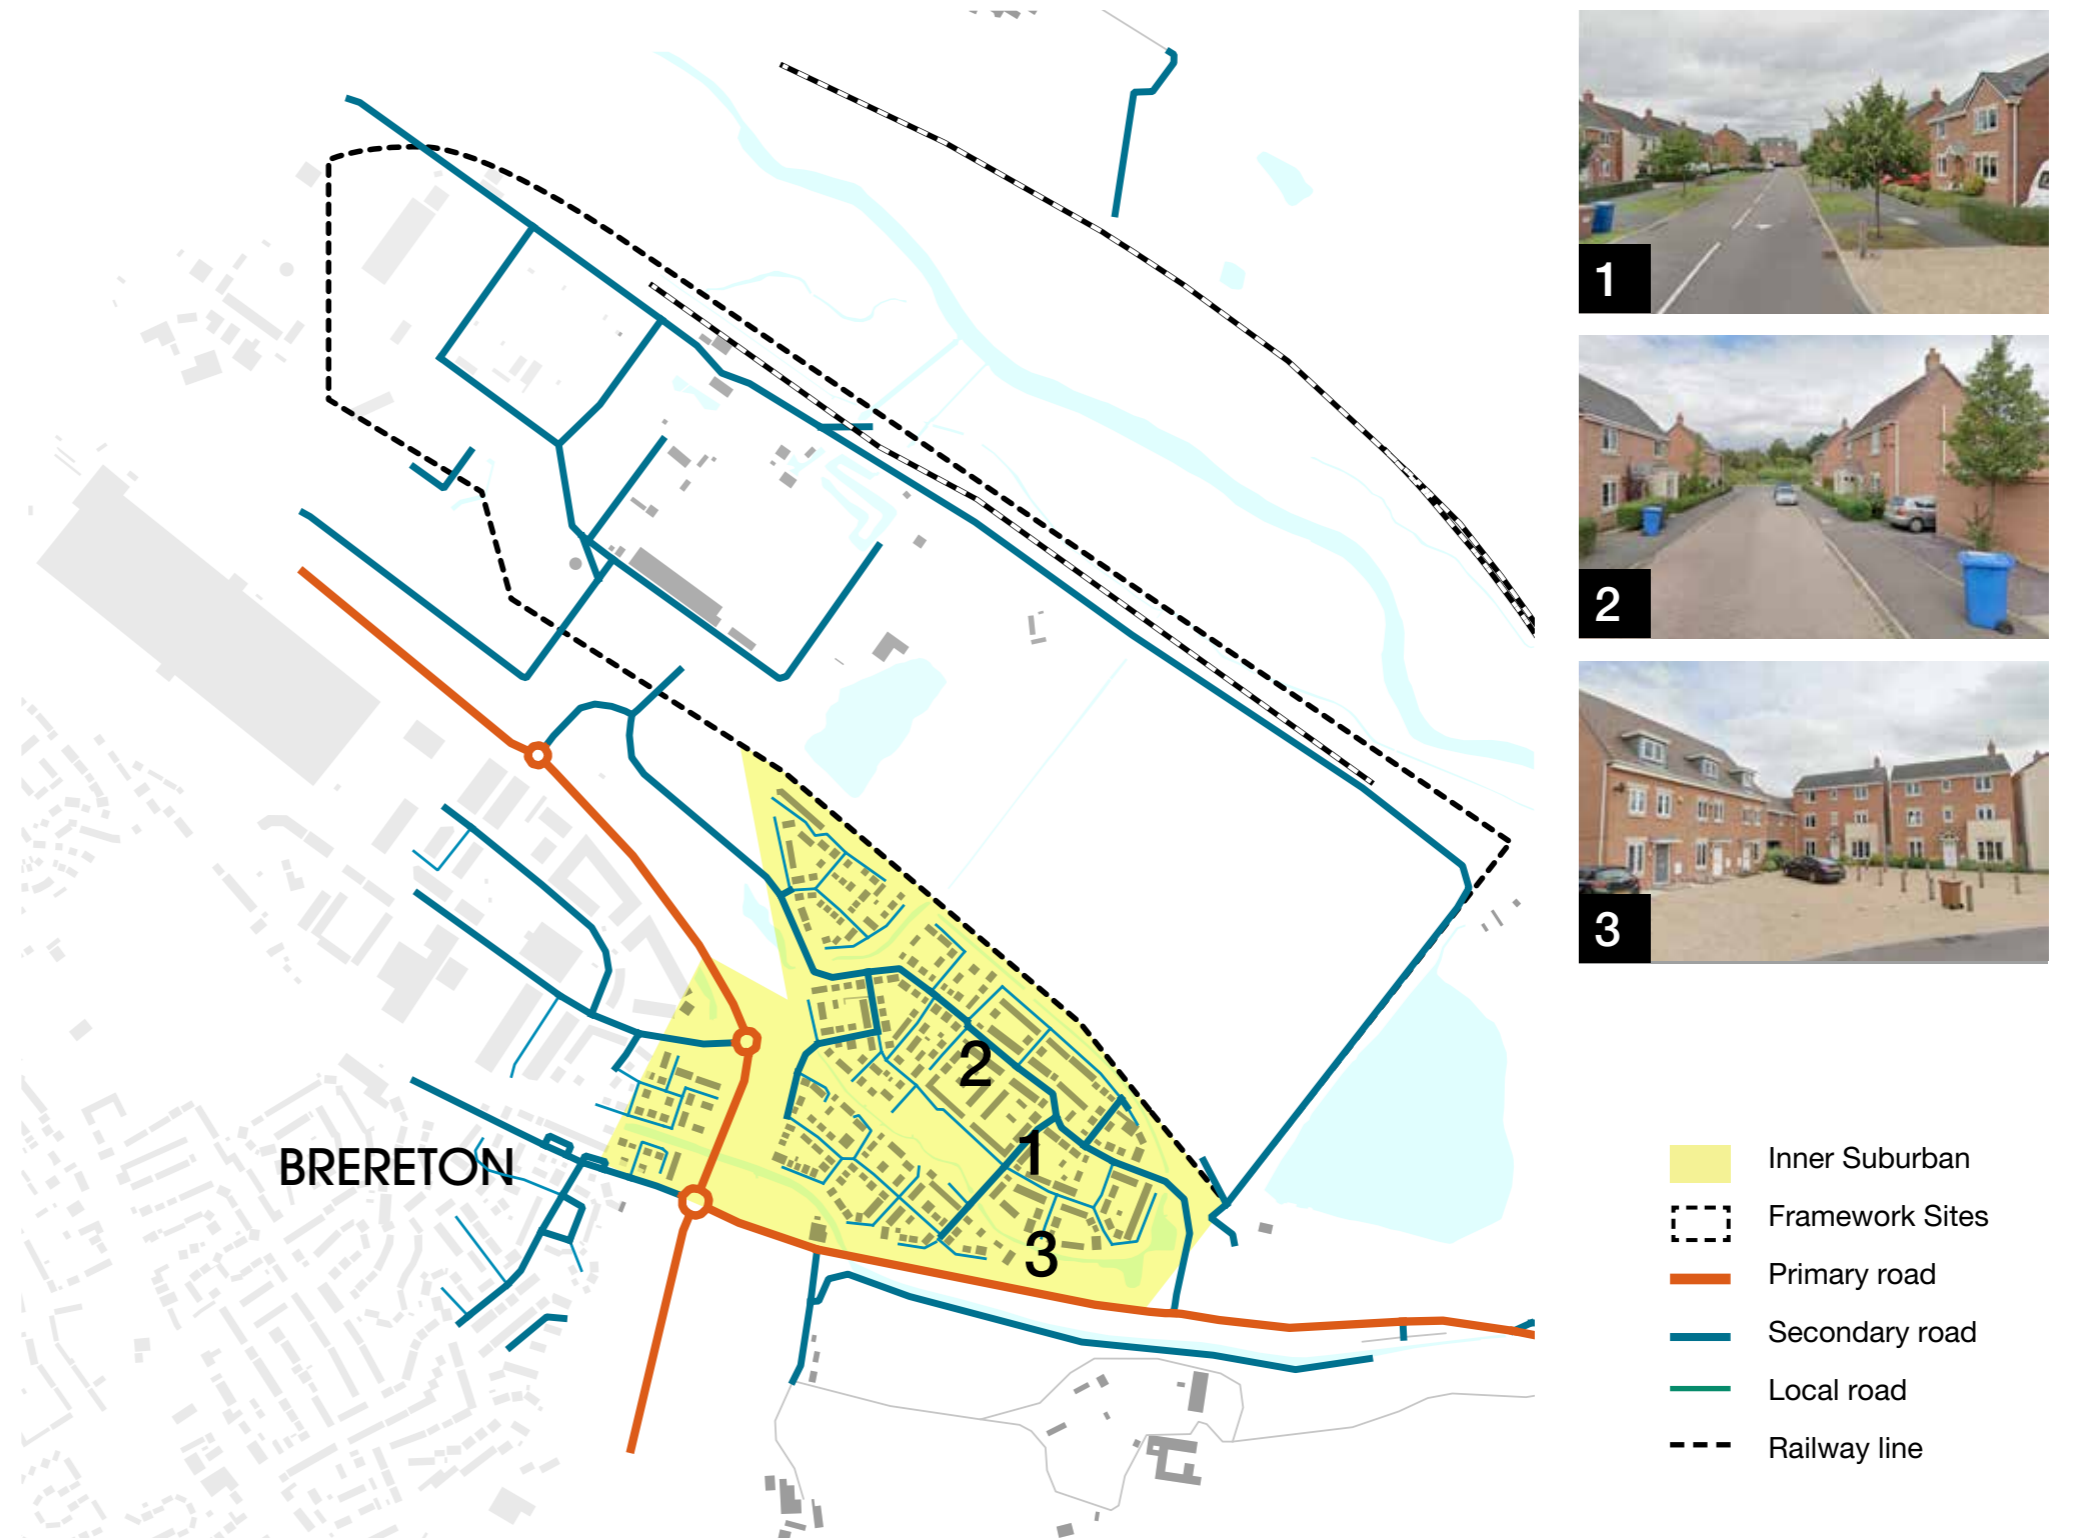 1
2
3
BRERETON
2
1
3
Inner Suburban
Framework Sites
Primary road
Secondary road
Local road
Railway line